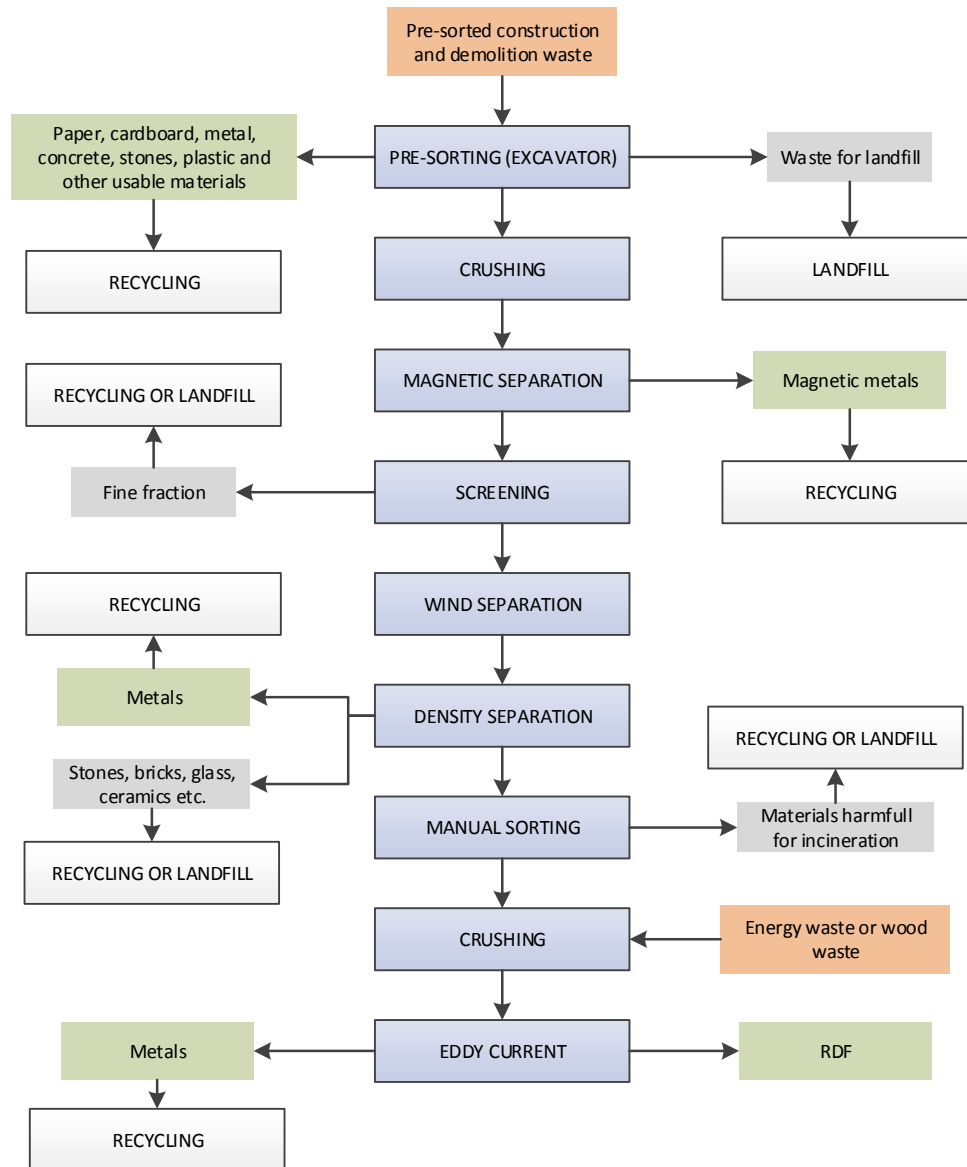 Pre-sorted construction
and demolition waste
Paper, cardboard, metal,
concrete, stones, plastic and
other usable materials
PRE-SORTING (EXCAVATOR)
Waste for landfill
RECYCLING
CRUSHING
LANDFILL
RECYCLING OR LANDFILL
MAGNETIC SEPARATION
Magnetic metals
Fine fraction
SCREENING
RECYCLING
RECYCLING
WIND SEPARATION
Metals
DENSITY SEPARATION
RECYCLING OR LANDFILL
Stones, bricks, glass,
ceramics etc.
MANUAL SORTING
Materials harmfull
for incineration
RECYCLING OR LANDFILL
CRUSHING
Energy waste or wood
waste
Metals
EDDY CURRENT
RDF
RECYCLING